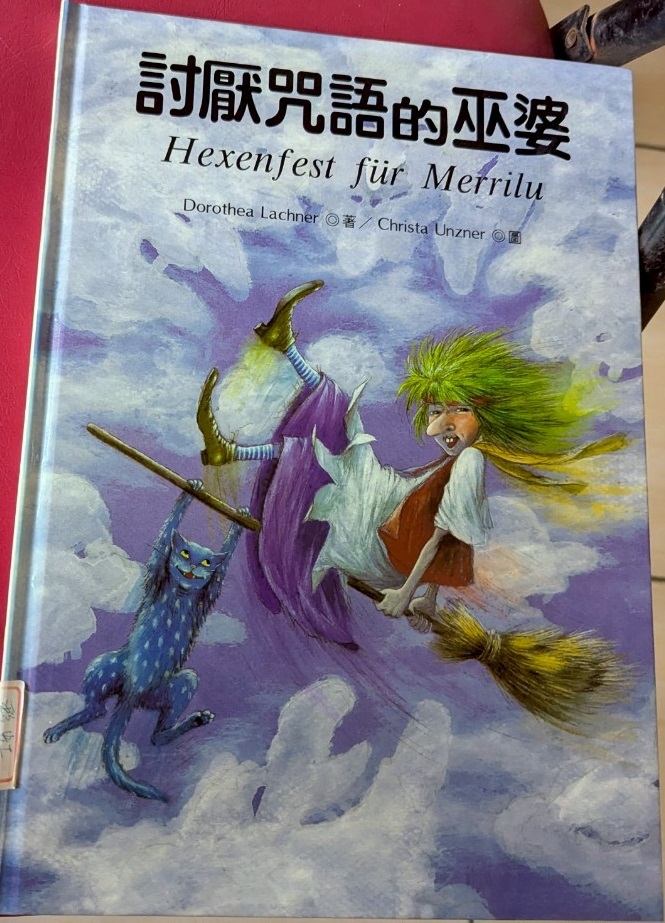 討厭咒語的巫婆
Hexenfest für Merrilu
Dorothea Lachner ◎著／Christa Unzner ◎圖